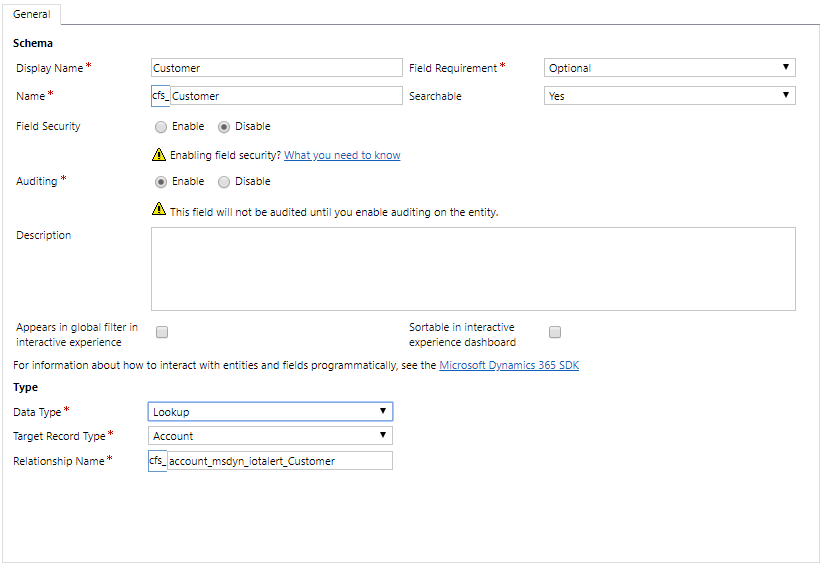 General
Schema
Display Name* Customer Field Requirement* Optional
Name* cfs_ Customer Searchable Yes
Field Security Enable Disable
Enabling field security? What you need to know
Auditing * Enable Disable
This field will not be audited until you enable auditing on the entity.
Description
Appears in global filter in
interactive experience
Sortable in interactive
experience dashboard
For information about how to interact with entities and fields programmatically, see the Microsoft Dynamics 365 SDK
Type
Data Type* Lookup
Target Record Type* Account
Relationship Name* cfs_ account_msdyn_iotalert_Customer